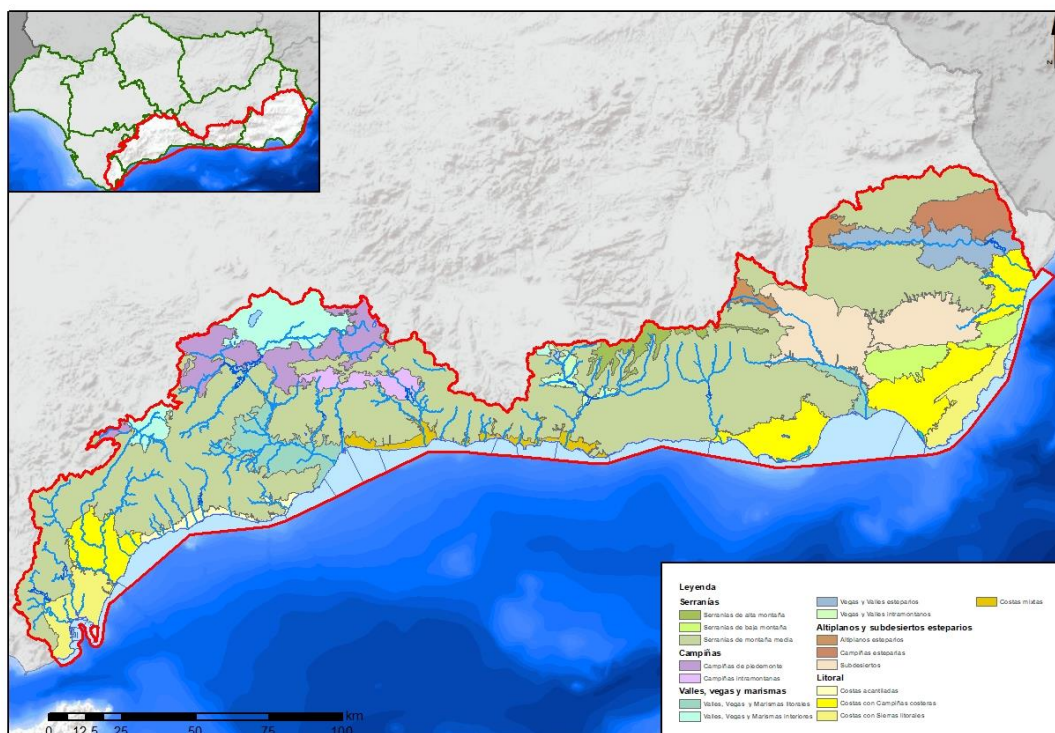 N
Leyenda
Serranías
Serranías de alta montaña
Serranías de baja montaña
Serranías de montaña media
Campiñas
Campiñas de piedemonte
Campiñas intramontanas
Valles, vegas y marismas
Valles, Vegas y Marismas litorales
Valles, Vegas y Marismas interiores
Vegas y Valles esteparios
Vegas y Valles intramontanos
Altiplanos y subdesiertos esteparios
Altiplanos esteparios
Campiñas esteparias
Subdesiertos
Litoral
Costas acantiladas
Costas con Campiñas costeras
Costas con Sierras litorales
Costas mixtas
km
0 12,5 25 50 100